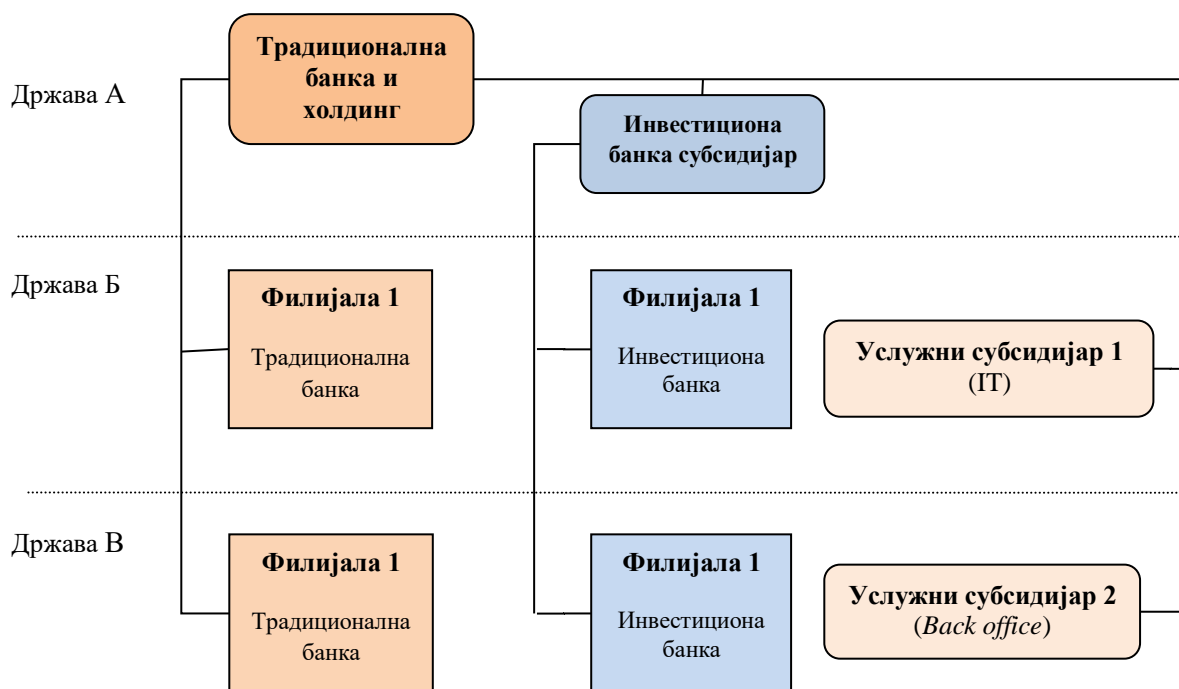 Традиционална
банка и
холдинг
Држава А
Инвестициона
банка субсидијар
Држава Б
Филијала 1
Традиционална
банка
Филијала 1
Инвестициона
банка
Услужни субсидијар 1
(IT)
Држава В
Филијала 1
Традиционална
банка
Филијала 1
Инвестициона
банка
Услужни субсидијар 2
(Back office)